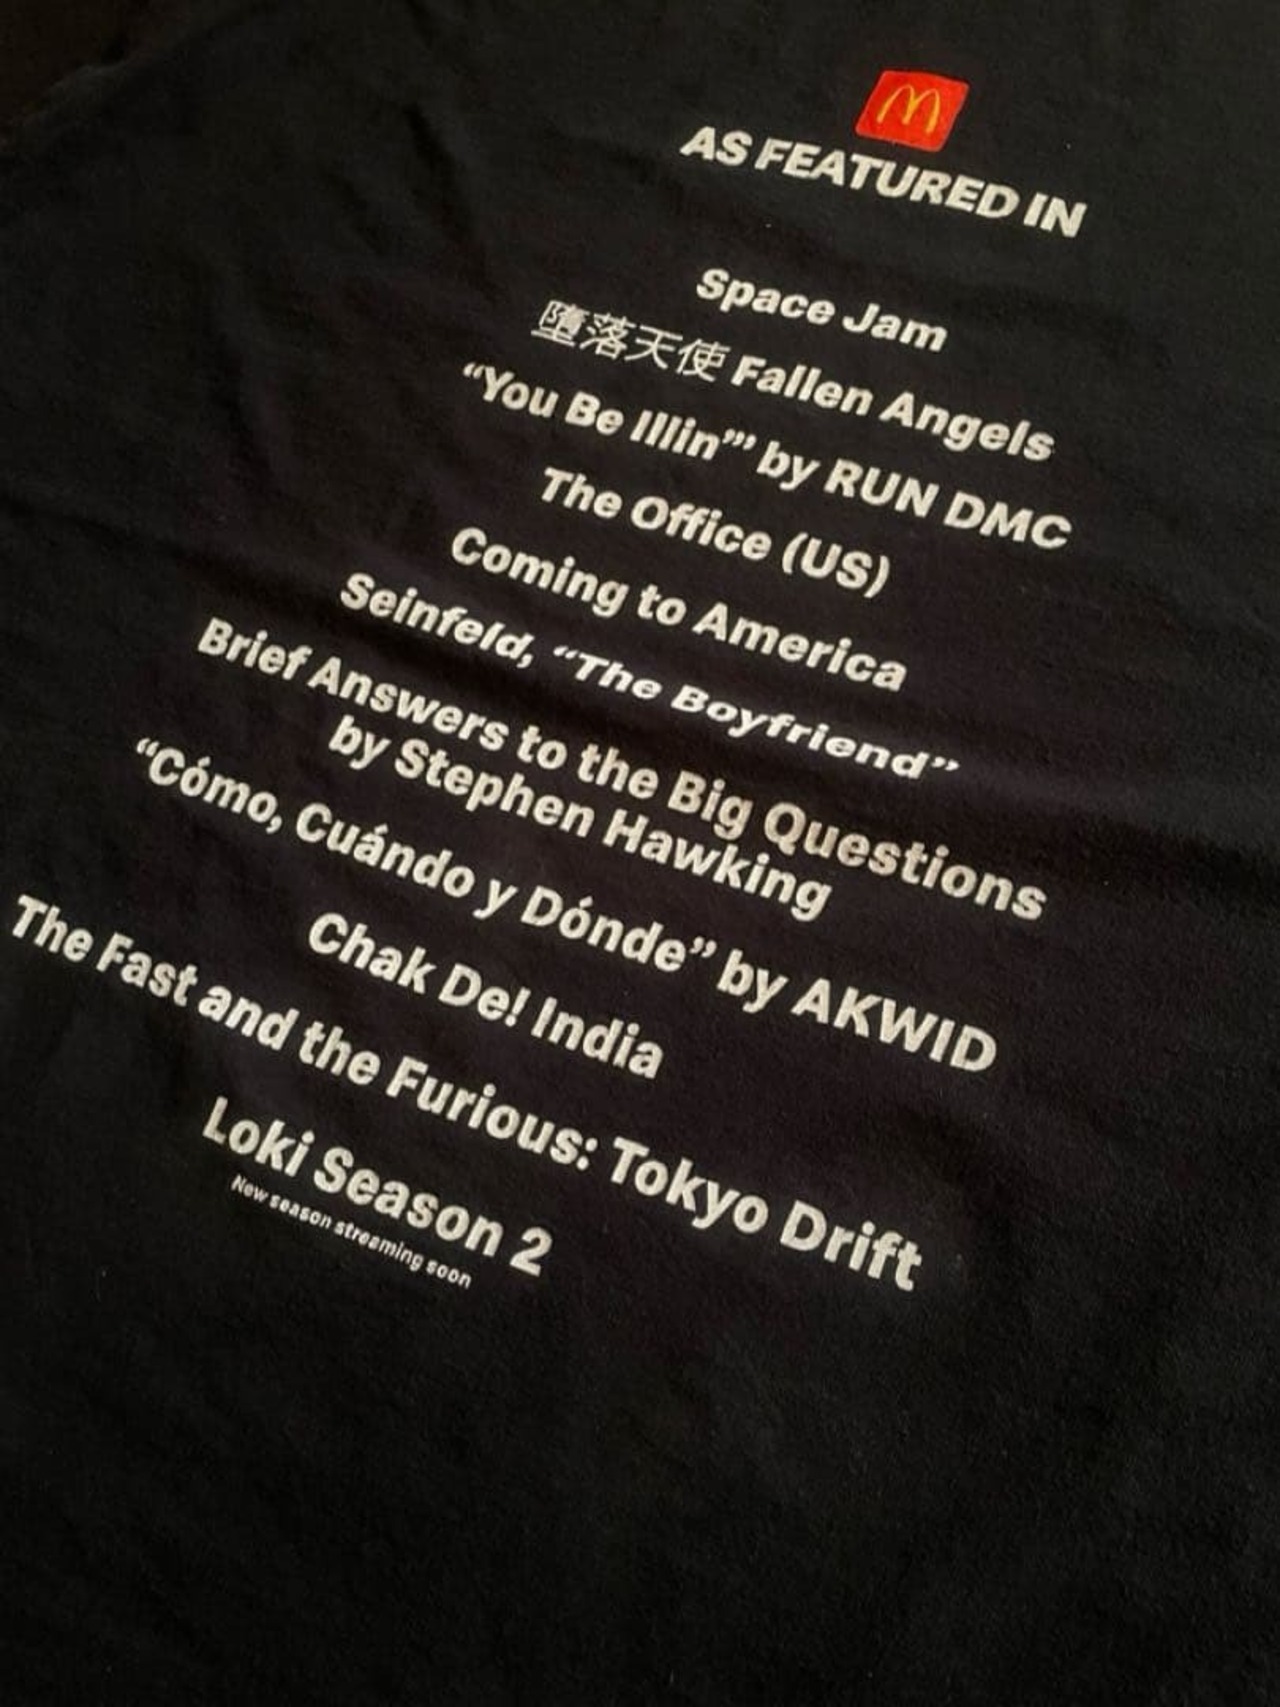 AS FEATURED IN
Space Jam
墮落天使 Fallen Angels
“You Be Illin’” by RUN DMC
The Office (US)
Coming to America
Seinfeld, “The Boyfriend”
Brief Answers to the Big Questions
by Stephen Hawking
“Cómo, Cuándo y Dónde” by AKWID
Chak De! India
The Fast and the Furious: Tokyo Drift
Loki Season 2
New season streaming soon